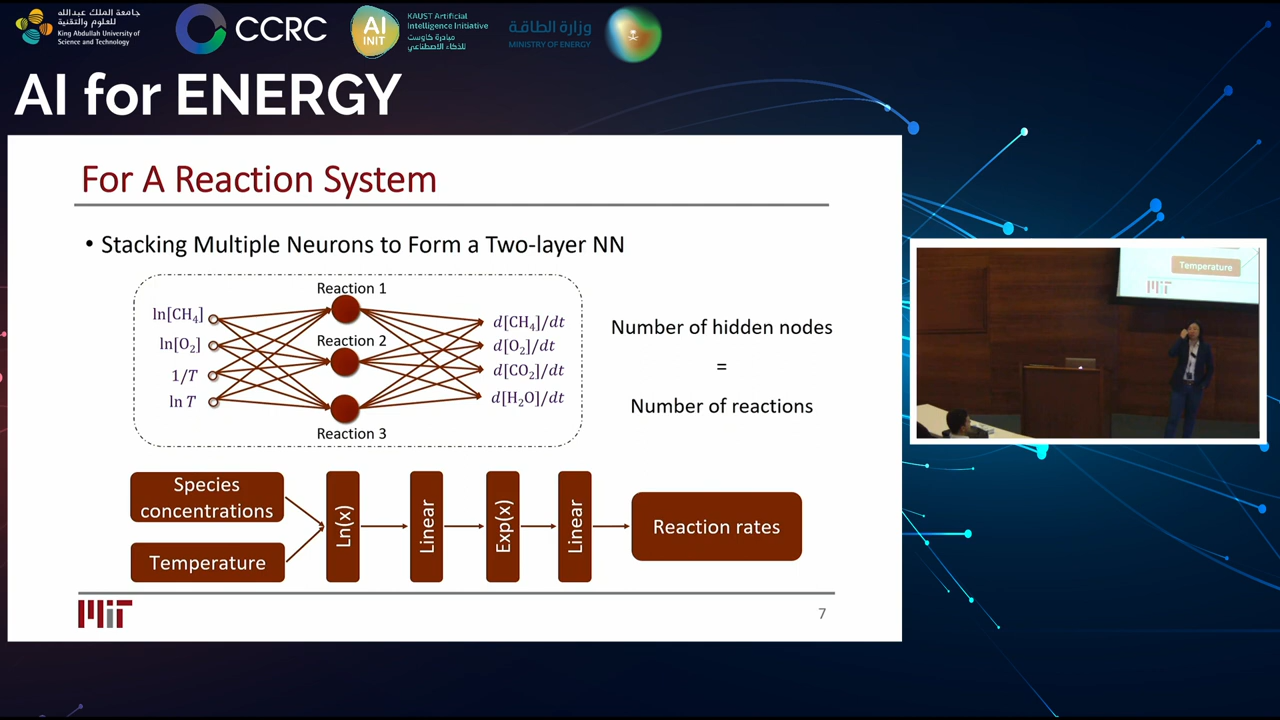 جامعة الملك عبدالله
للعلوم والتقنية
King Abdullah University of
Science and Technology
CCRC
AI
INIT
KAUST Artificial
Intelligence Initiative
مبادرة كاوست
للذكاء الاصطناعي
وزارة الطاقة
MINISTRY OF ENERGY
AI for ENERGY
For A Reaction System
• Stacking Multiple Neurons to Form a Two-layer NN
Reaction 1
Reaction 2
Reaction 3
ln[CH₄]
ln[O₂]
1/T
ln T
d[CH₄]/dt
d[O₂]/dt
d[CO₂]/dt
d[H₂O]/dt
Number of hidden nodes
=
Number of reactions
Species
concentrations
Temperature
Ln(x)
Linear
Exp(x)
Linear
Reaction rates
MIT
7
Temperature
MIT